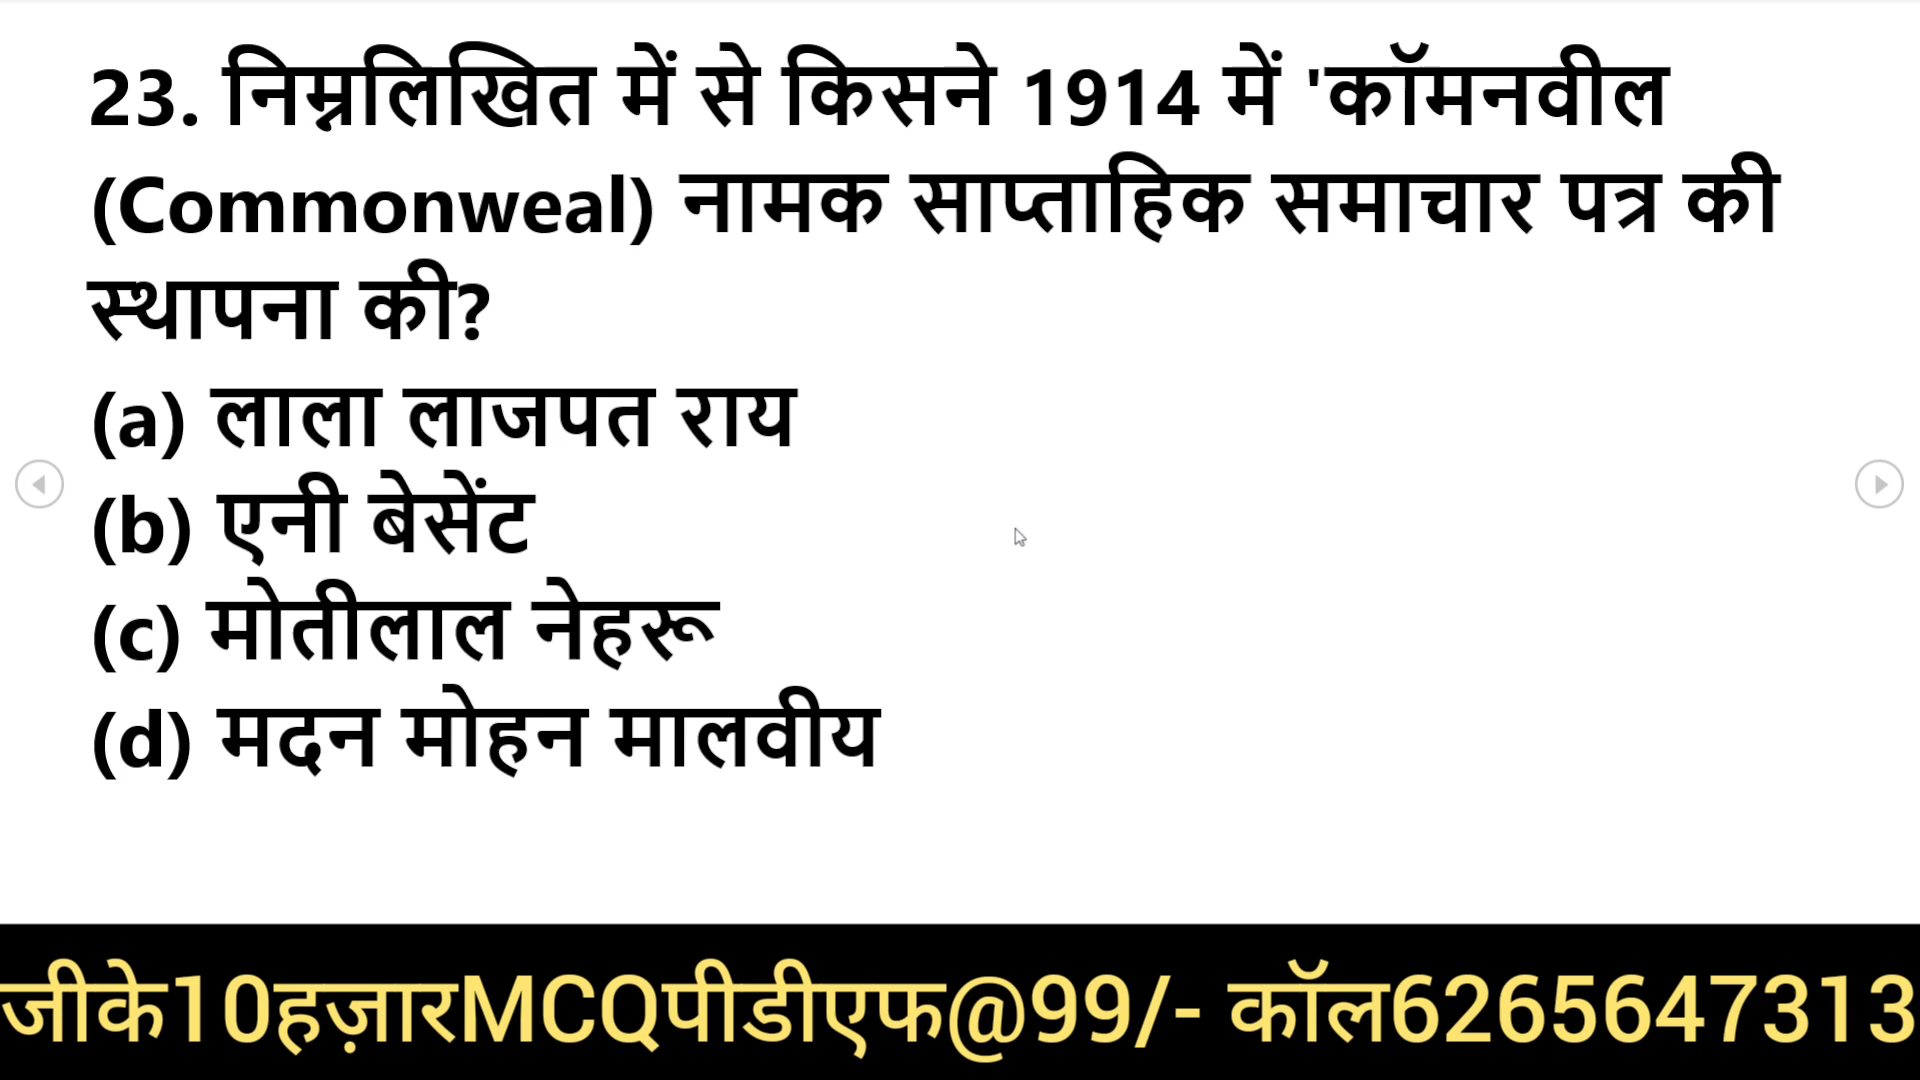 23. निम्नलिखित में से किसने 1914 में 'कॉमनवील
(Commonweal) नामक साप्ताहिक समाचार पत्र की
स्थापना की?
(a) लाला लाजपत राय
(b) एनी बेसेंट
(c) मोतीलाल नेहरू
(d) मदन मोहन मालवीय
जीके10हज़ारMCQपीडीएफ@99/- कॉल6265647313